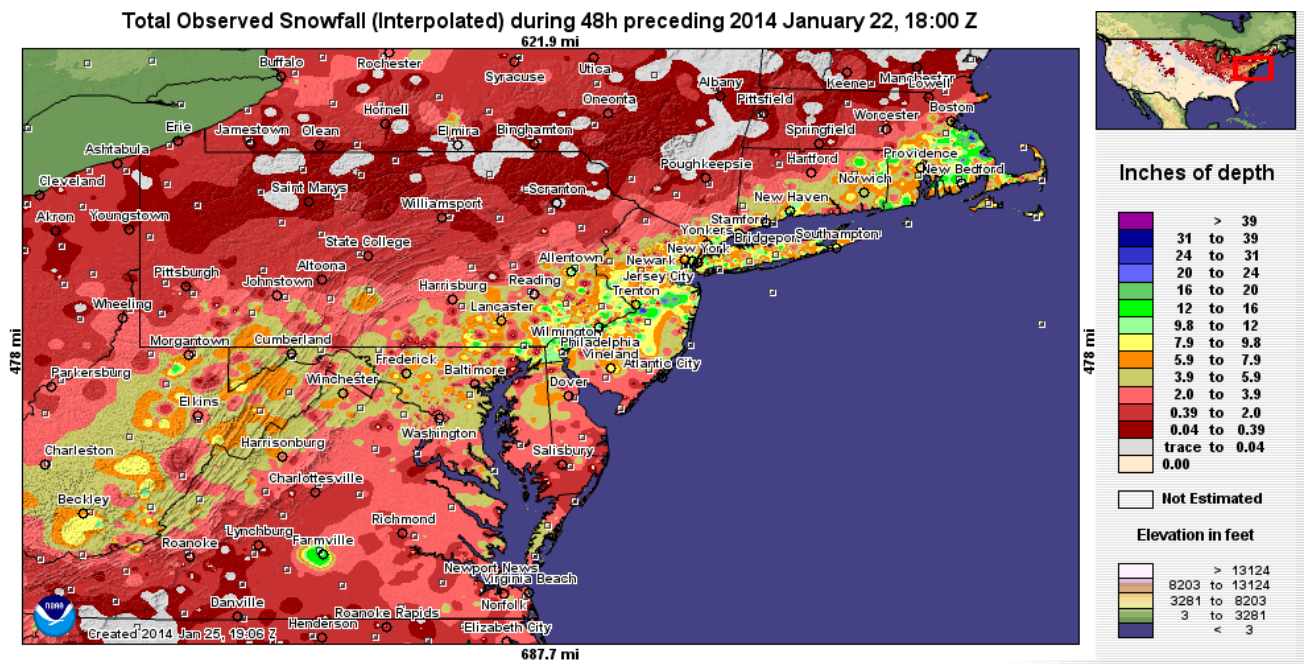 Total Observed Snowfall (Interpolated) during 48h preceding 2014 January 22, 18:00 Z
621.9 mi
Buffalo
Rochester
Syracuse
Utica
Albany
Keene
Manchester
Lowell
Pittsfield
Boston
Oneonta
Hornell
Worcester
Erie
Jamestown
Olean
Elmira
Binghamton
Springfield
Ashtabula
Poughkeepsie
Hartford
Providence
Cleveland
New Bedford
Saint Marys
Scranton
Norwich
Akron
Youngstown
Williamsport
New Haven
Stamford
Yonkers
Bridgeport
Southampton
State College
New York
Allentown
Newark
Pittsburgh
Altoona
Jersey City
Johnstown
Harrisburg
Reading
Trenton
Wheeling
Lancaster
Wilmington
Morgantown
Cumberland
Philadelphia
Frederick
Vineland
Parkersburg
Winchester
Baltimore
Atlantic City
Dover
Elkins
Washington
Harrisonburg
Charleston
Salisbury
Charlottesville
Beckley
Richmond
Lynchburg
Farmville
Roanoke
Newport News
Virginia Beach
Danville
Roanoke Rapids
Norfolk
Henderson
Elizabeth City
478 mi
478 mi
NOAA
Created 2014 Jan 25, 19:06 Z
687.7 mi
Inches of depth
> 39
31 to 39
24 to 31
20 to 24
16 to 20
12 to 16
9.8 to 12
7.9 to 9.8
5.9 to 7.9
3.9 to 5.9
2.0 to 3.9
0.39 to 2.0
0.04 to 0.39
trace to 0.04
0.00
Not Estimated
Elevation in feet
> 13124
8203 to 13124
3281 to 8203
3 to 3281
< 3